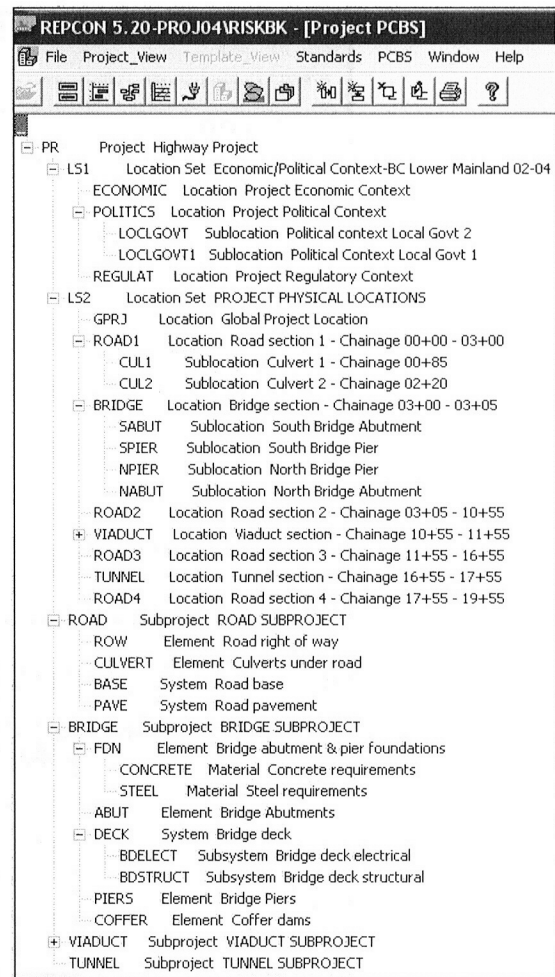 REPCON 5.20-PROJ04\RISKBK - [Project PCBS]
File Project_View Template_View Standards PCBS Window Help
PR Project Highway Project
LS1 Location Set Economic/Political Context-BC Lower Mainland 02-04
ECONOMIC Location Project Economic Context
POLITICS Location Project Political Context
LOCLGOVT Sublocation Political context Local Govt 2
LOCLGOVT1 Sublocation Political Context Local Govt 1
REGULAT Location Project Regulatory Context
LS2 Location Set PROJECT PHYSICAL LOCATIONS
GPRJ Location Global Project Location
ROAD1 Location Road section 1 - Chainage 00+00 - 03+00
CUL1 Sublocation Culvert 1 - Chainage 00+85
CUL2 Sublocation Culvert 2 - Chainage 02+20
BRIDGE Location Bridge section - Chainage 03+00 - 03+05
SABUT Sublocation South Bridge Abutment
SPIER Sublocation South Bridge Pier
NPIER Sublocation North Bridge Pier
NABUT Sublocation North Bridge Abutment
ROAD2 Location Road section 2 - Chainage 03+05 - 10+55
VIADUCT Location Viaduct section - Chainage 10+55 - 11+55
ROAD3 Location Road section 3 - Chainage 11+55 - 16+55
TUNNEL Location Tunnel section - Chainage 16+55 - 17+55
ROAD4 Location Road section 4 - Chaiange 17+55 - 19+55
ROAD Subproject ROAD SUBPROJECT
ROW Element Road right of way
CULVERT Element Culverts under road
BASE System Road base
PAVE System Road pavement
BRIDGE Subproject BRIDGE SUBPROJECT
FDN Element Bridge abutment & pier foundations
CONCRETE Material Concrete requirements
STEEL Material Steel requirements
ABUT Element Bridge Abutments
DECK System Bridge deck
BDELECT Subsystem Bridge deck electrical
BDSTRUCT Subsystem Bridge deck structural
PIERS Element Bridge Piers
COFFER Element Coffer dams
VIADUCT Subproject VIADUCT SUBPROJECT
TUNNEL Subproject TUNNEL SUBPROJECT